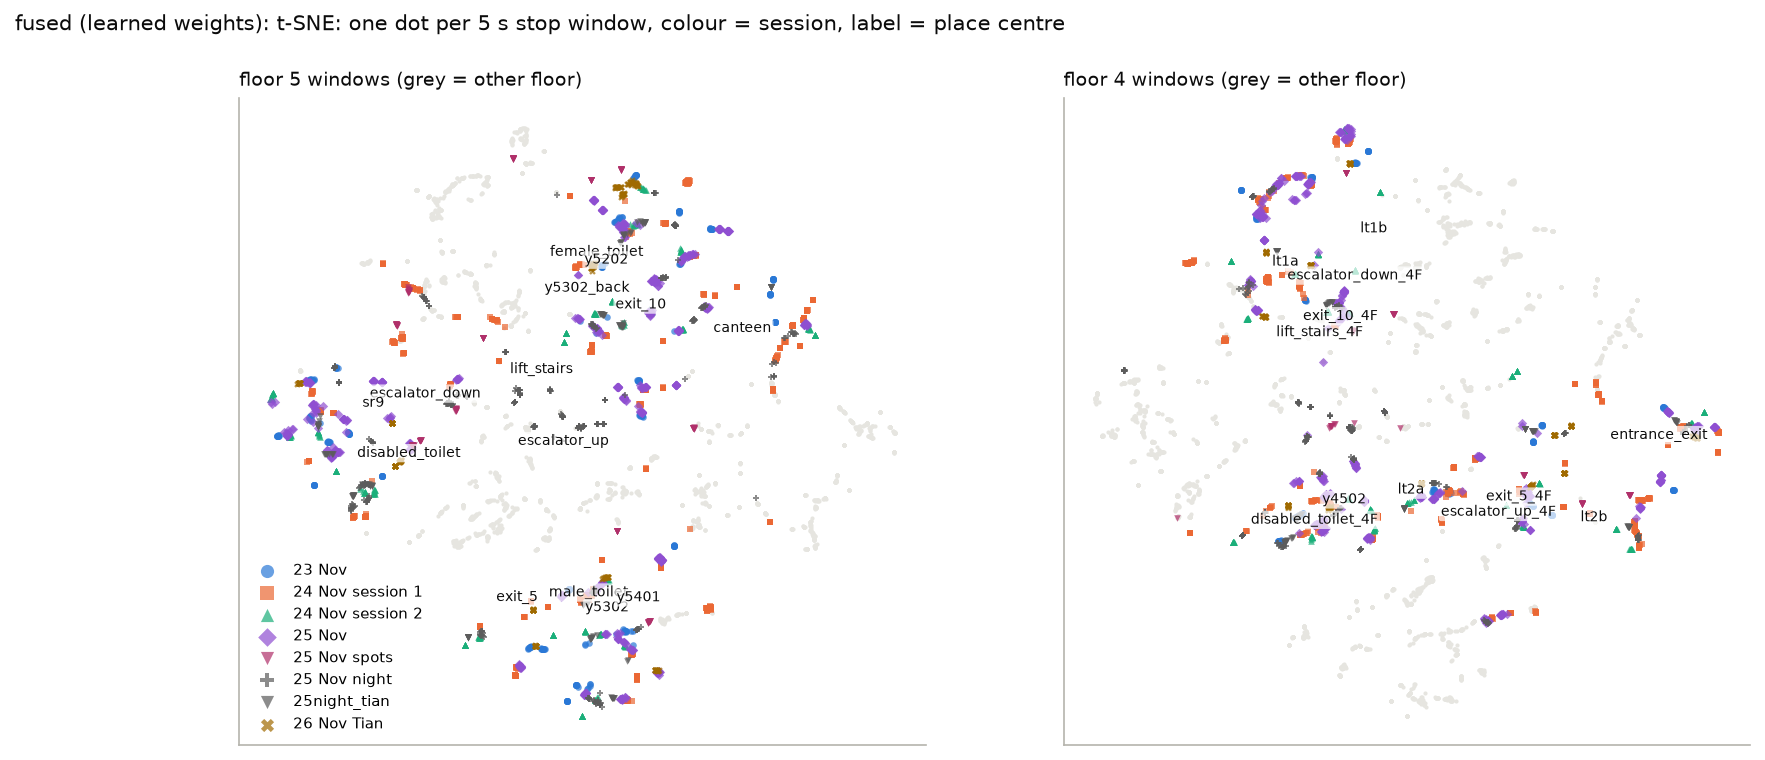 fused (learned weights): t-SNE: one dot per 5 s stop window, colour = session, label = place centre
floor 5 windows (grey = other floor)
female_toilet
y5202
y5302_back
exit_10
canteen
lift_stairs
escalator_down
sr9
escalator_up
disabled_toilet
exit_5
male_toilet
y5401
y5302
23 Nov
24 Nov session 1
24 Nov session 2
25 Nov
25 Nov spots
25 Nov night
25night_tian
26 Nov Tian
floor 4 windows (grey = other floor)
lt1b
lt1a
escalator_down_4F
exit_10_4F
lift_stairs_4F
entrance_exit
lt2a
y4502
exit_5_4F
escalator_up_4F
lt2b
disabled_toilet_4F